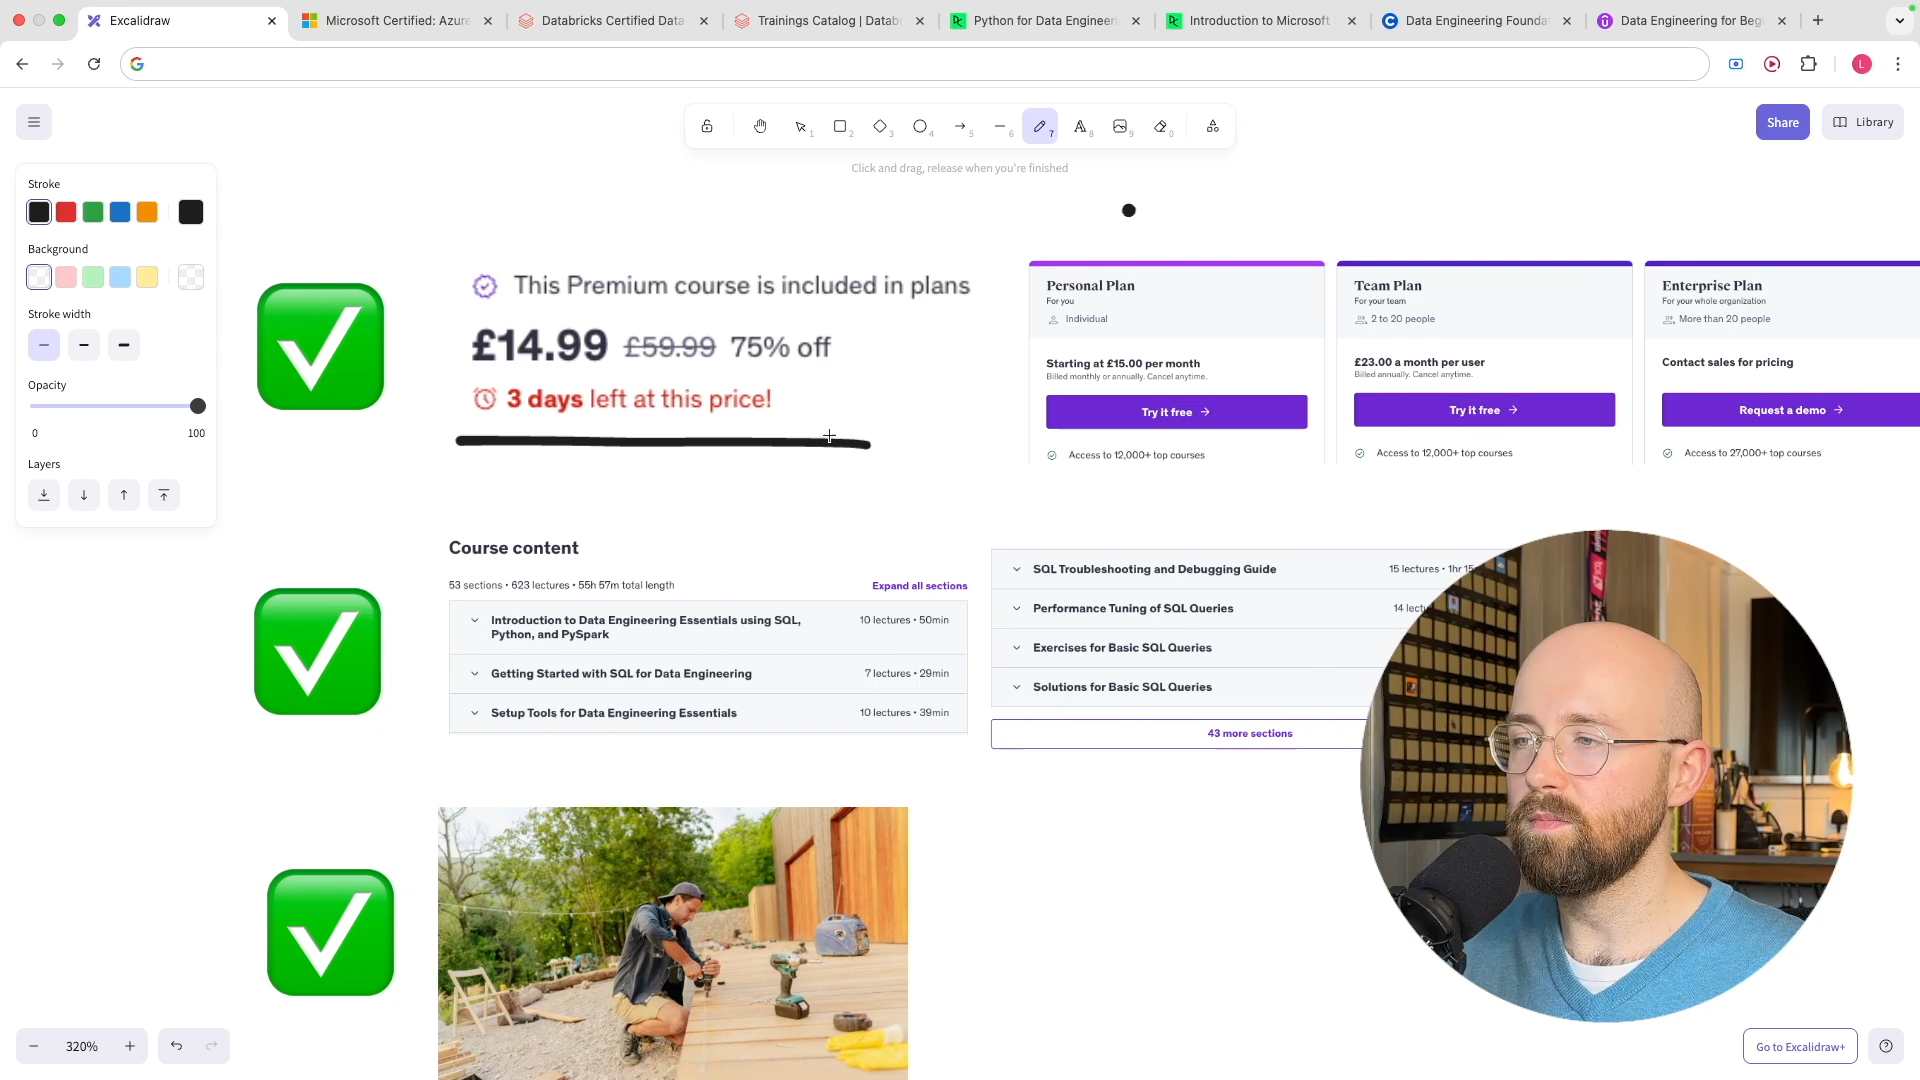 Excalidraw
Microsoft Certified: Azure
Databricks Certified Data
Trainings Catalog | Datab
Python for Data Engineeri
Introduction to Microsoft
Data Engineering Founda
Data Engineering for Beg
Share
Library
Click and drag, release when you're finished
1
2
3
4
5
6
7
8
9
0
Stroke
Background
Stroke width
Opacity
0
100
Layers
This Premium course is included in plans
£14.99 £59.99 75% off
3 days left at this price!
Personal Plan
For you
Individual
Starting at £15.00 per month
Billed monthly or annually. Cancel anytime.
Try it free →
Access to 12,000+ top courses
Team Plan
For your team
2 to 20 people
£23.00 a month per user
Billed annually. Cancel anytime.
Try it free →
Access to 12,000+ top courses
Enterprise Plan
For your whole organization
More than 20 people
Contact sales for pricing
Request a demo →
Access to 27,000+ top courses
Course content
53 sections • 623 lectures • 55h 57m total length
Expand all sections
Introduction to Data Engineering Essentials using SQL,
Python, and PySpark
10 lectures • 50min
Getting Started with SQL for Data Engineering
7 lectures • 29min
Setup Tools for Data Engineering Essentials
10 lectures • 39min
SQL Troubleshooting and Debugging Guide
15 lectures • 1hr
Performance Tuning of SQL Queries
14
Exercises for Basic SQL Queries
Solutions for Basic SQL Queries
43 more sections
320%
Go to Excalidraw+
L